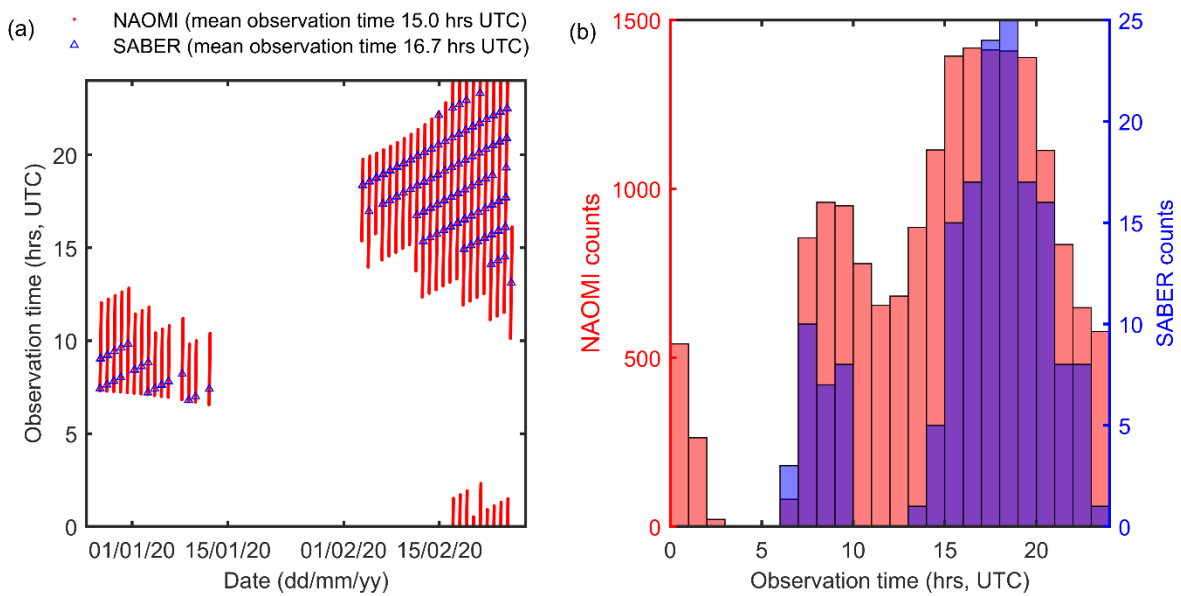 (a)
NAOMI (mean observation time 15.0 hrs UTC)
SABER (mean observation time 16.7 hrs UTC)
Observation time (hrs, UTC)
20
15
10
5
0
01/01/20 15/01/20 01/02/20 15/02/20
Date (dd/mm/yy)
(b)
NAOMI counts
1500
1000
500
0
SABER counts
25
20
15
10
5
0
0 5 10 15 20
Observation time (hrs, UTC)